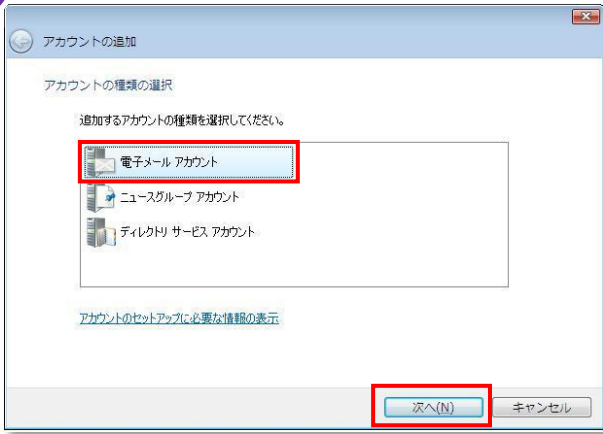 アカウントの追加
アカウントの種類の選択
追加するアカウントの種類を選択してください。
電子メール アカウント
ニュースグループ アカウント
ディレクトリ サービス アカウント
アカウントのセットアップに必要な情報の表示
次へ(N)
キャンセル